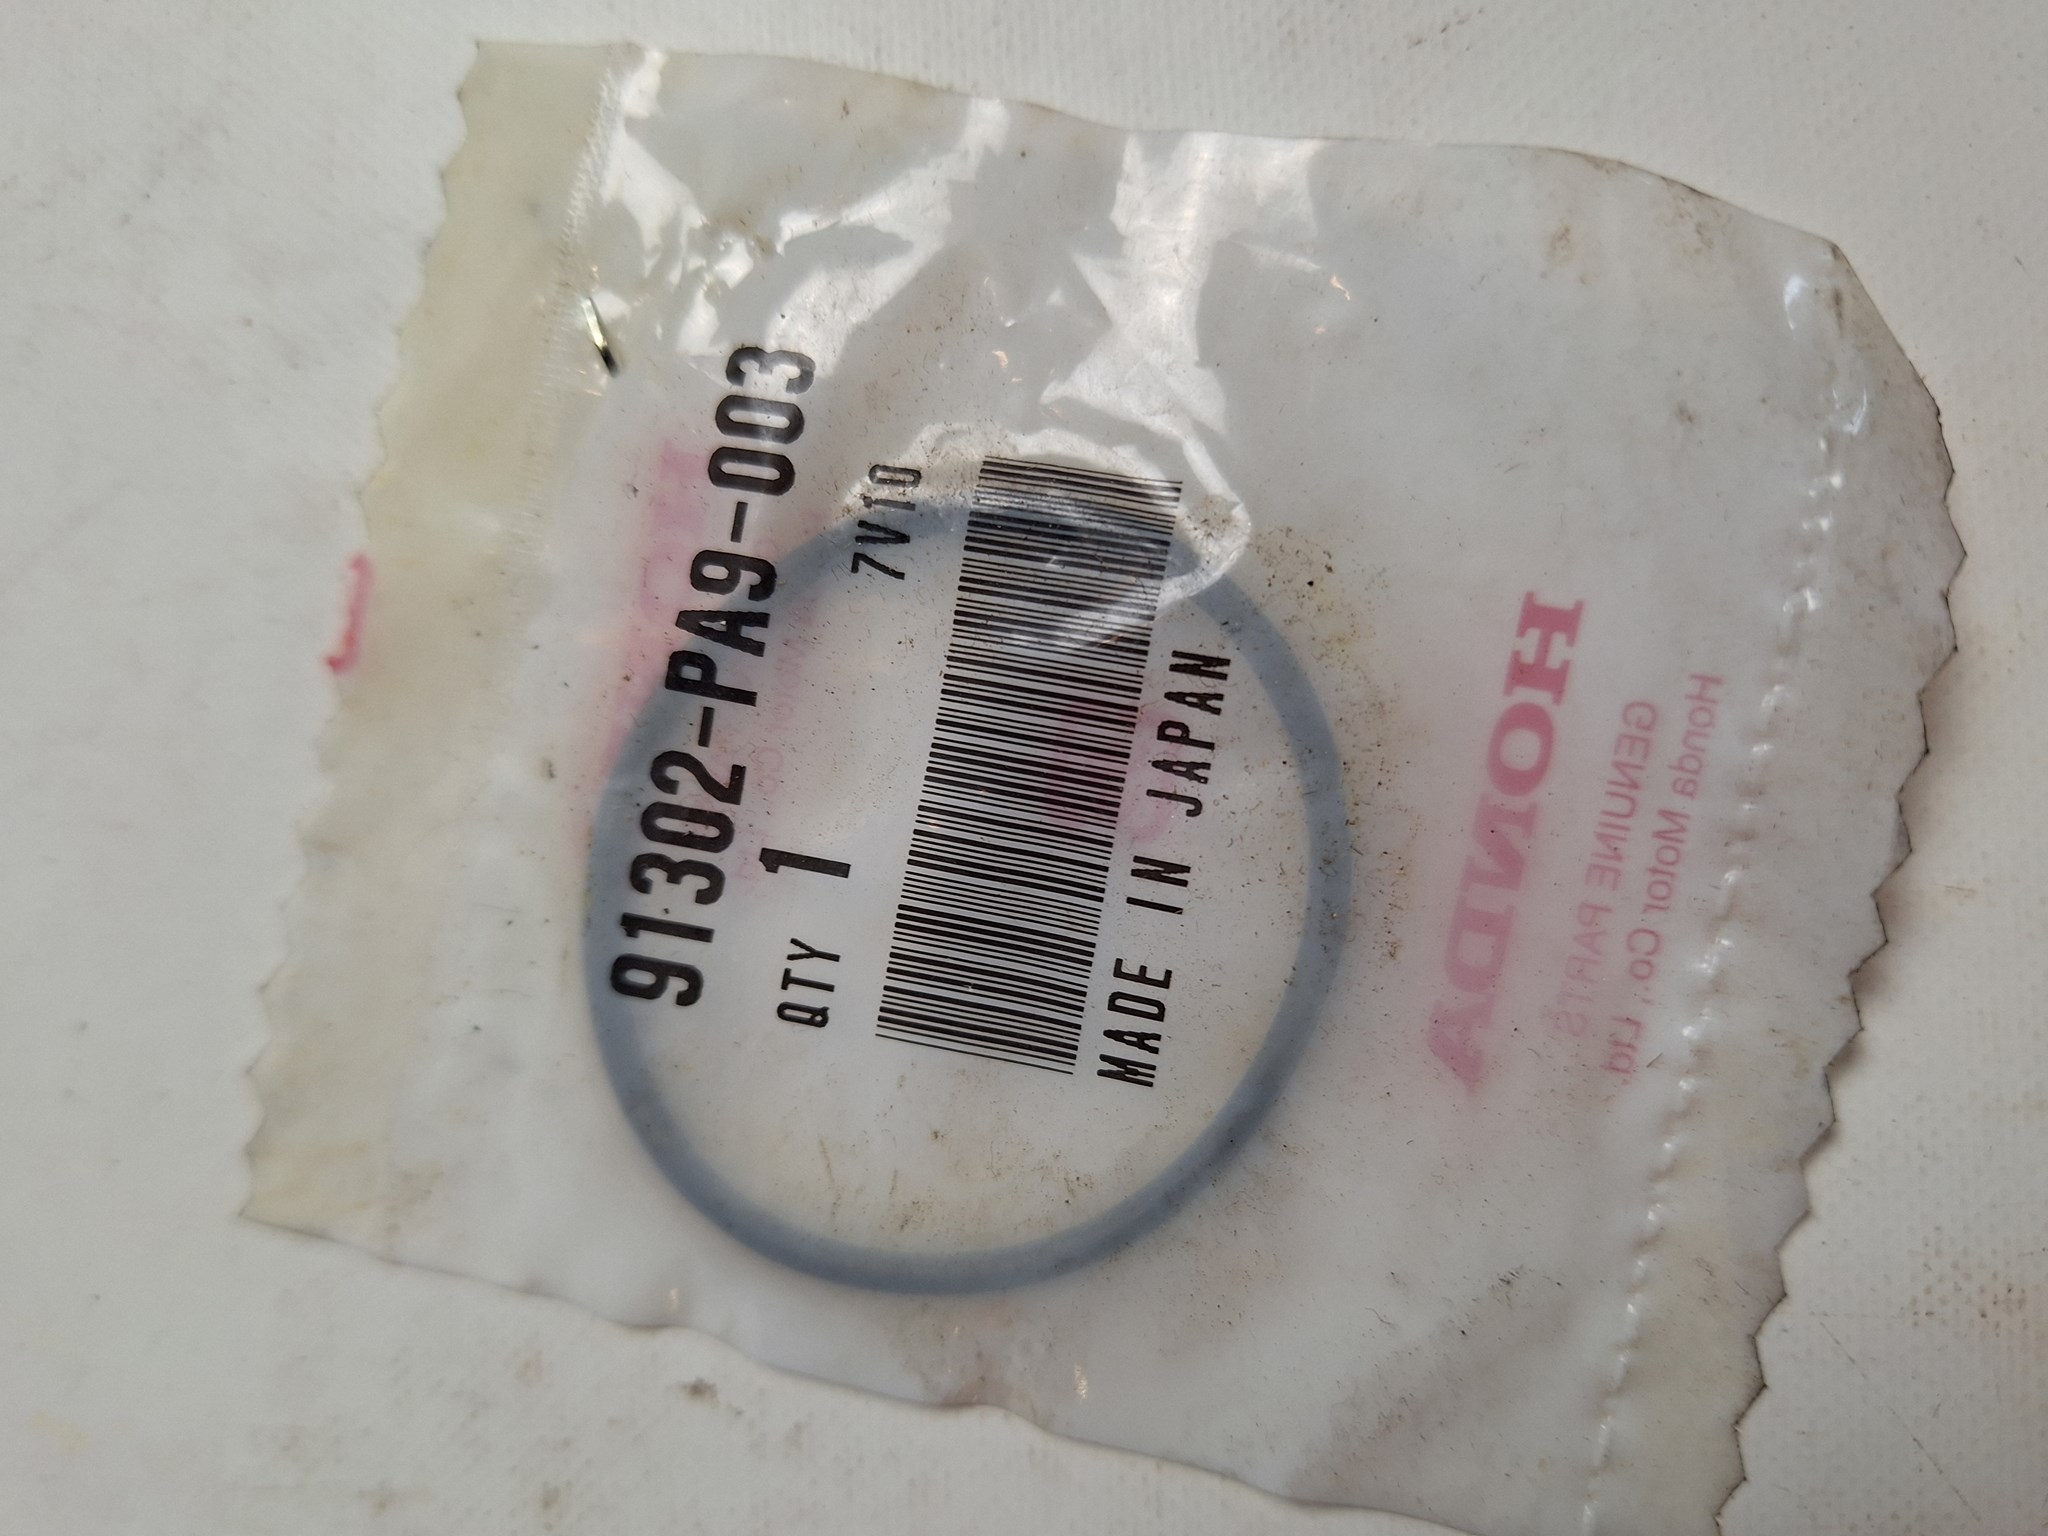 91302-PA9-003
QTY 1
7V10
MADE IN JAPAN
HONDA
GENUINE PARTS
Honda Motor Co., Ltd.